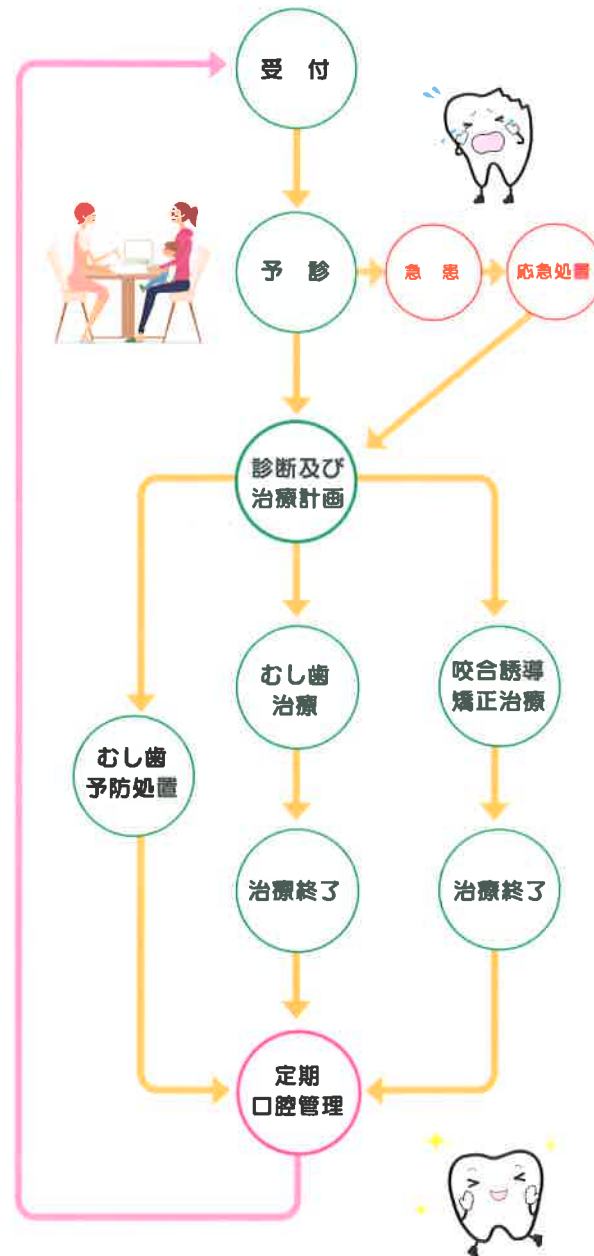 受 付
予 診
急 患
応急処置
診断及び
治療計画
むし歯
治療
咬合誘導
矯正治療
むし歯
予防処置
治療終了
治療終了
定期
口腔管理